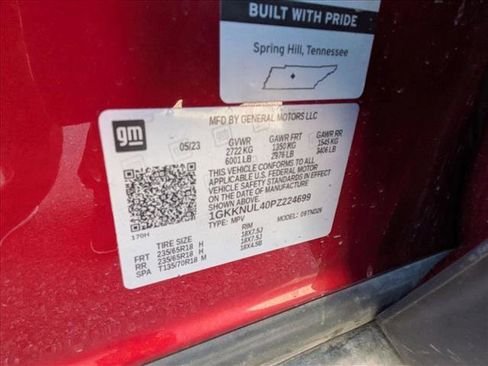 BUILT WITH PRIDE
Spring Hill, Tennessee
MFD BY GENERAL MOTORS LLC
gm
05/23
GVWR GAWR FRT GAWR RR
2722 KG 1350 KG 1545 KG
6001 LB 2976 LB 3406 LB
THIS VEHICLE CONFORMS TO ALL
APPLICABLE U.S. FEDERAL MOTOR
VEHICLE SAFETY STANDARDS IN EFFECT
ON THE DATE OF MANUFACTURE
SHOWN ABOVE.
1GKKNUL40PZ224699
TYPE: MPV MODEL:
170H
TIRE SIZE RIM
FRT 235/65R18 H 18X7.5J
RR 235/65R18 H 18X7.5J
SPA T135/70R18 M 18X4.5B